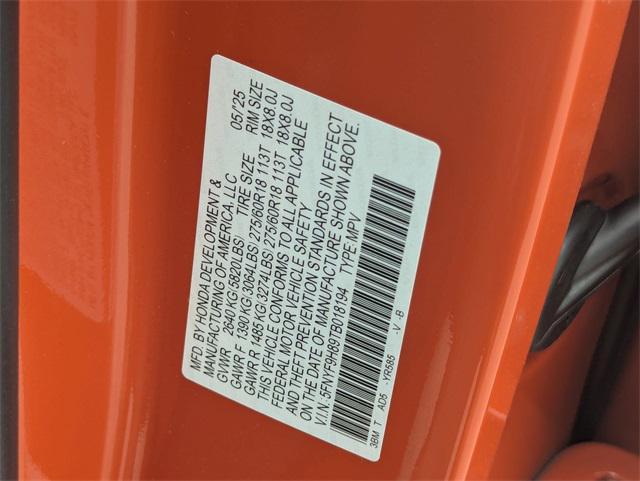 MFD BY HONDA DEVELOPMENT &
MANUFACTURING OF AMERICA, LLC 05/'25
GVWR 2640 KG(5820LBS) TIRE SIZE RIM SIZE
GAWR F 1390 KG(3064LBS) 275/60R18 113T 18X8.0J
GAWR R 1485 KG(3274LBS) 275/60R18 113T 18X8.0J
THIS VEHICLE CONFORMS TO ALL APPLICABLE
FEDERAL MOTOR VEHICLE SAFETY
AND THEFT PREVENTION STANDARDS IN EFFECT
ON THE DATE OF MANUFACTURE SHOWN ABOVE.
V.I.N. 5FNYF9H89TB018194 TYPE:MPV
3BM T AD5 -YR585 -V -B